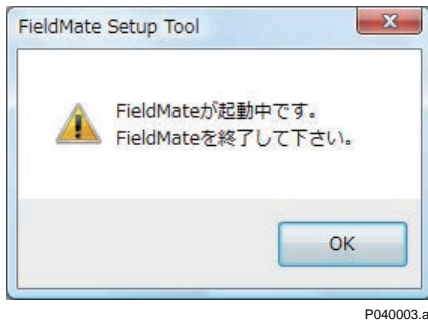 FieldMate Setup Tool
FieldMateが起動中です。
FieldMateを終了して下さい。
OK
P040003.a